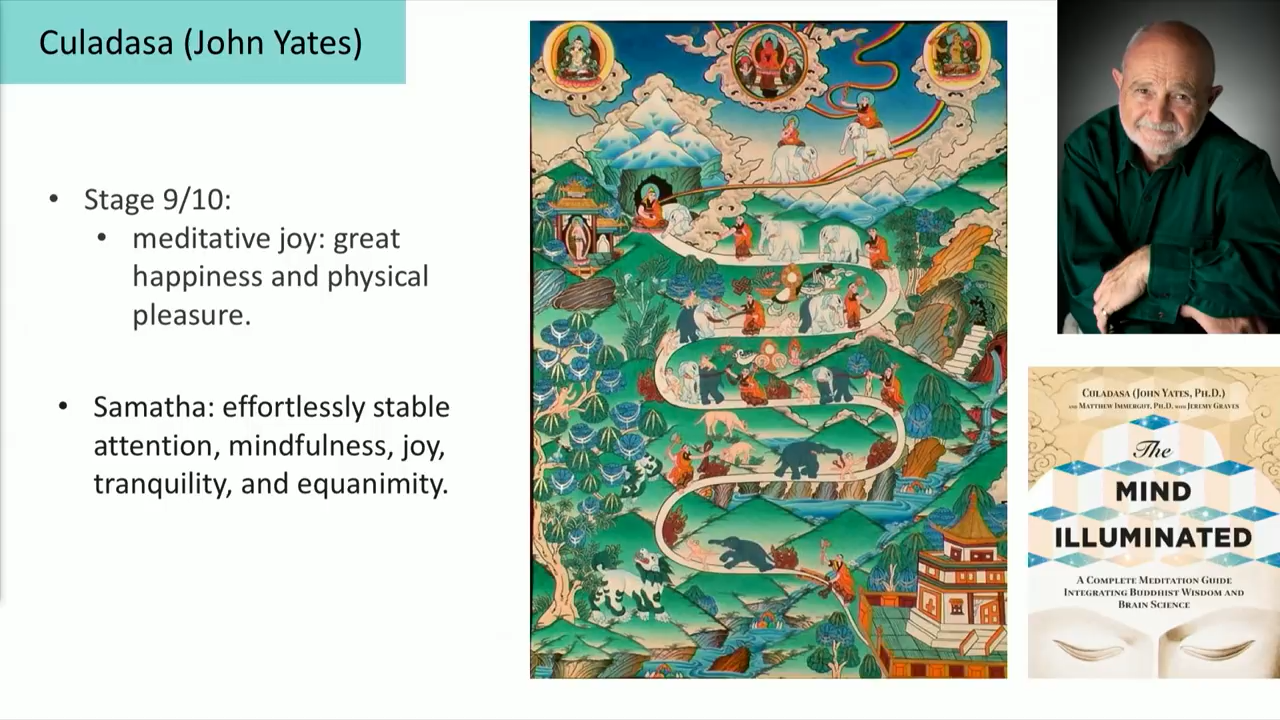 Culadasa (John Yates)
• Stage 9/10:
• meditative joy: great
happiness and physical
pleasure.
• Samatha: effortlessly stable
attention, mindfulness, joy,
tranquility, and equanimity.
CULADASA (JOHN YATES, PH.D.)
AND MATTHEW IMMERGUT, PH.D. WITH JEREMY GRAVES
The
MIND
ILLUMINATED
A COMPLETE MEDITATION GUIDE
INTEGRATING BUDDHIST WISDOM AND
BRAIN SCIENCE